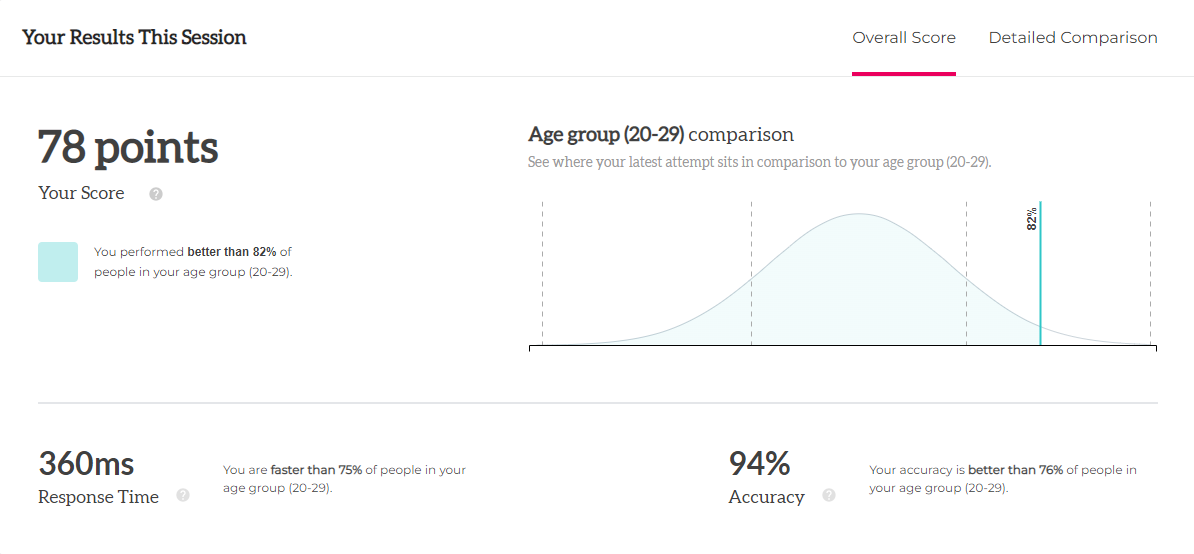 Your Results This Session
Overall Score
Detailed Comparison
78 points
Your Score
?
You performed better than 82% of
people in your age group (20-29).
Age group (20-29) comparison
See where your latest attempt sits in comparison to your age group (20-29).
82%
360ms
Response Time
?
You are faster than 75% of people in your
age group (20-29).
94%
Accuracy
?
Your accuracy is better than 76% of people in
your age group (20-29).